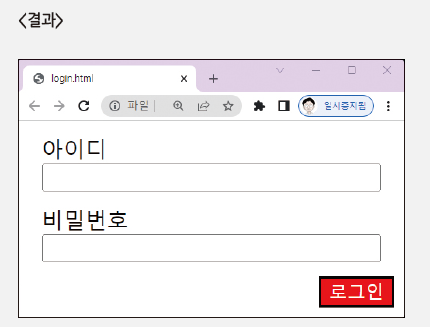 <결과>
login.html
파일
일시중지됨
아이디
비밀번호
로그인